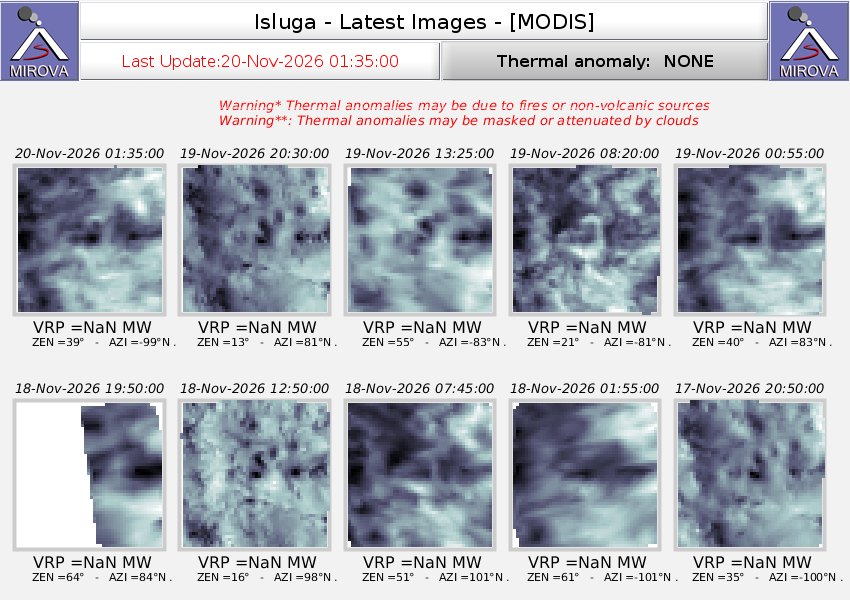 Isluga - Latest Images - [MODIS]
MIROVA
Last Update:20-Nov-2026 01:35:00
Thermal anomaly: NONE
MIROVA
Warning* Thermal anomalies may be due to fires or non-volcanic sources
Warning**: Thermal anomalies may be masked or attenuated by clouds
20-Nov-2026 01:35:00 19-Nov-2026 20:30:00 19-Nov-2026 13:25:00 19-Nov-2026 08:20:00 19-Nov-2026 00:55:00
VRP =NaN MW VRP =NaN MW VRP =NaN MW VRP =NaN MW VRP =NaN MW
ZEN =39° - AZI =-99°N . ZEN =13° - AZI =81°N . ZEN =55° - AZI =-83°N . ZEN =21° - AZI =-81°N . ZEN =40° - AZI =83°N .
18-Nov-2026 19:50:00 18-Nov-2026 12:50:00 18-Nov-2026 07:45:00 18-Nov-2026 01:55:00 17-Nov-2026 20:50:00
VRP =NaN MW VRP =NaN MW VRP =NaN MW VRP =NaN MW VRP =NaN MW
ZEN =64° - AZI =84°N . ZEN =16° - AZI =98°N . ZEN =51° - AZI =101°N . ZEN =61° - AZI =-101°N . ZEN =35° - AZI =-100°N .